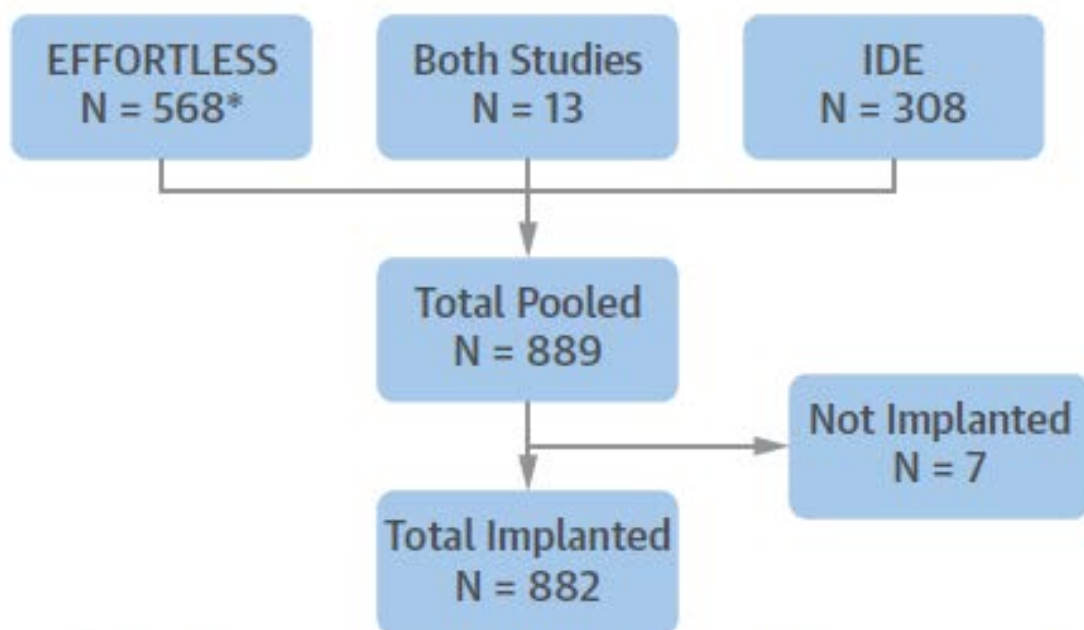 EFFORTLESS
N = 568*
Both Studies
N = 13
IDE
N = 308
Total Pooled
N = 889
Not Implanted
N = 7
Total Implanted
N = 882